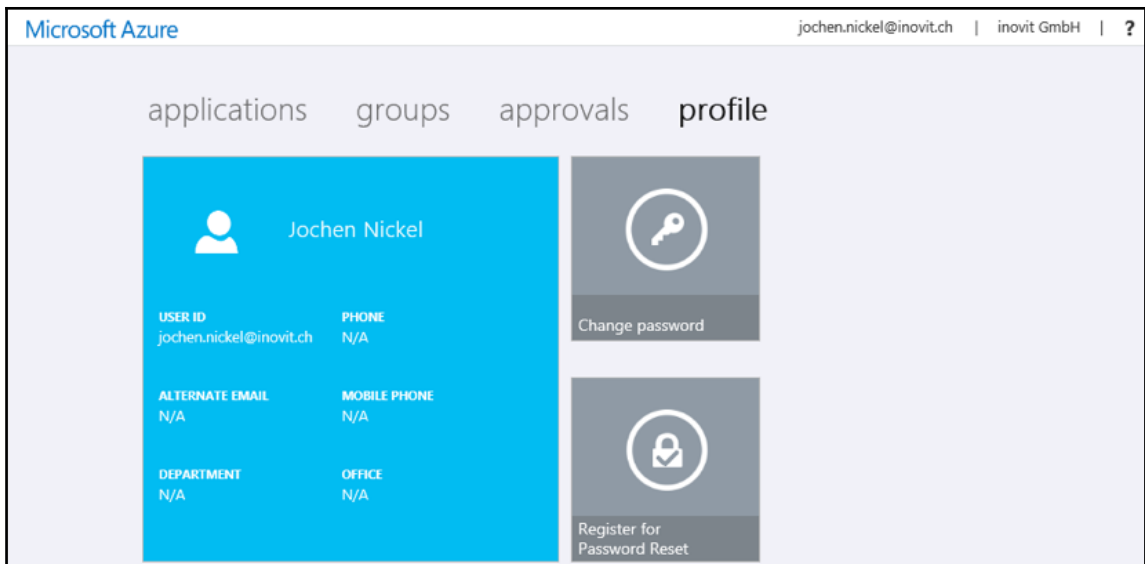 Microsoft Azure
jochen.nickel@inovit.ch | inovit GmbH | ?
applications groups approvals profile
Jochen Nickel
USER ID PHONE
jochen.nickel@inovit.ch N/A
ALTERNATE EMAIL MOBILE PHONE
N/A N/A
DEPARTMENT OFFICE
N/A N/A
Change password
Register for
Password Reset